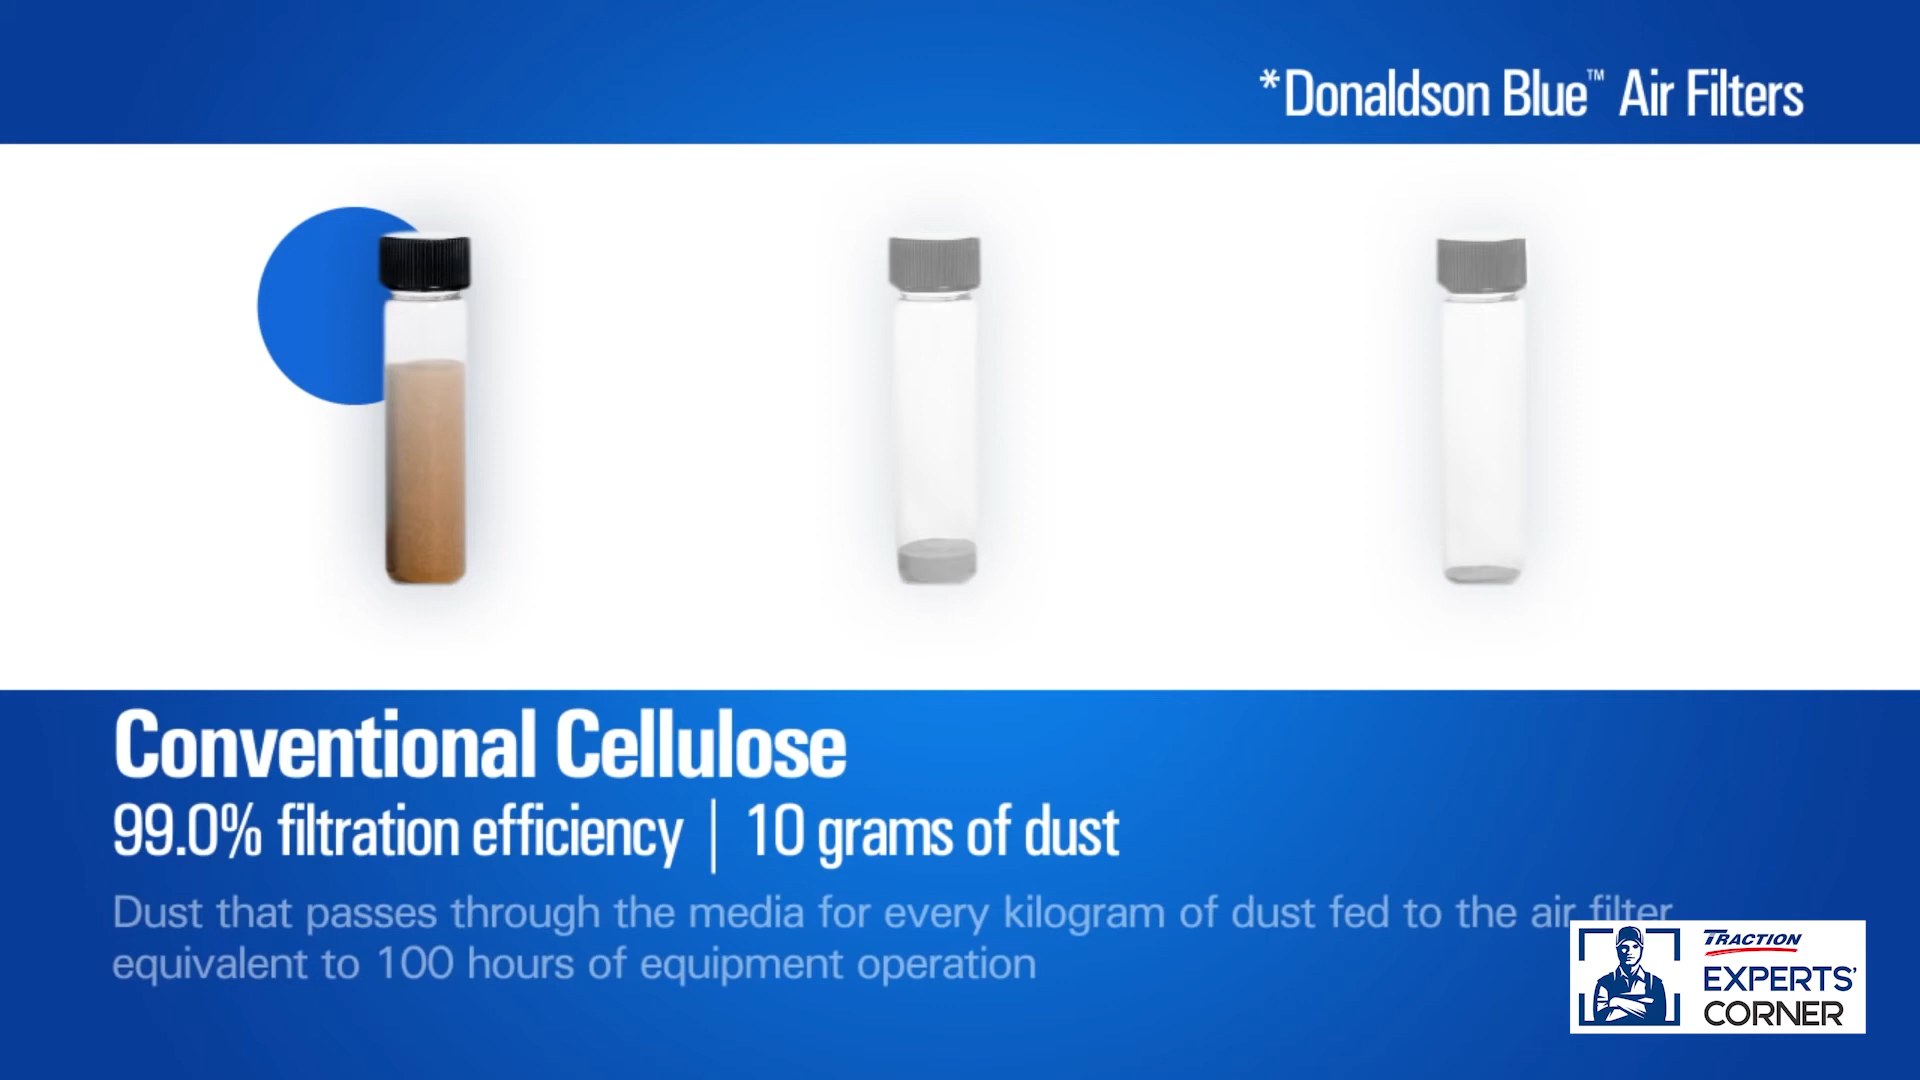 *Donaldson Blue™ Air Filters
Conventional Cellulose
99.0% filtration efficiency | 10 grams of dust
Dust that passes through the media for every kilogram of dust fed to the air filter
equivalent to 100 hours of equipment operation
TRACTION
EXPERTS'
CORNER